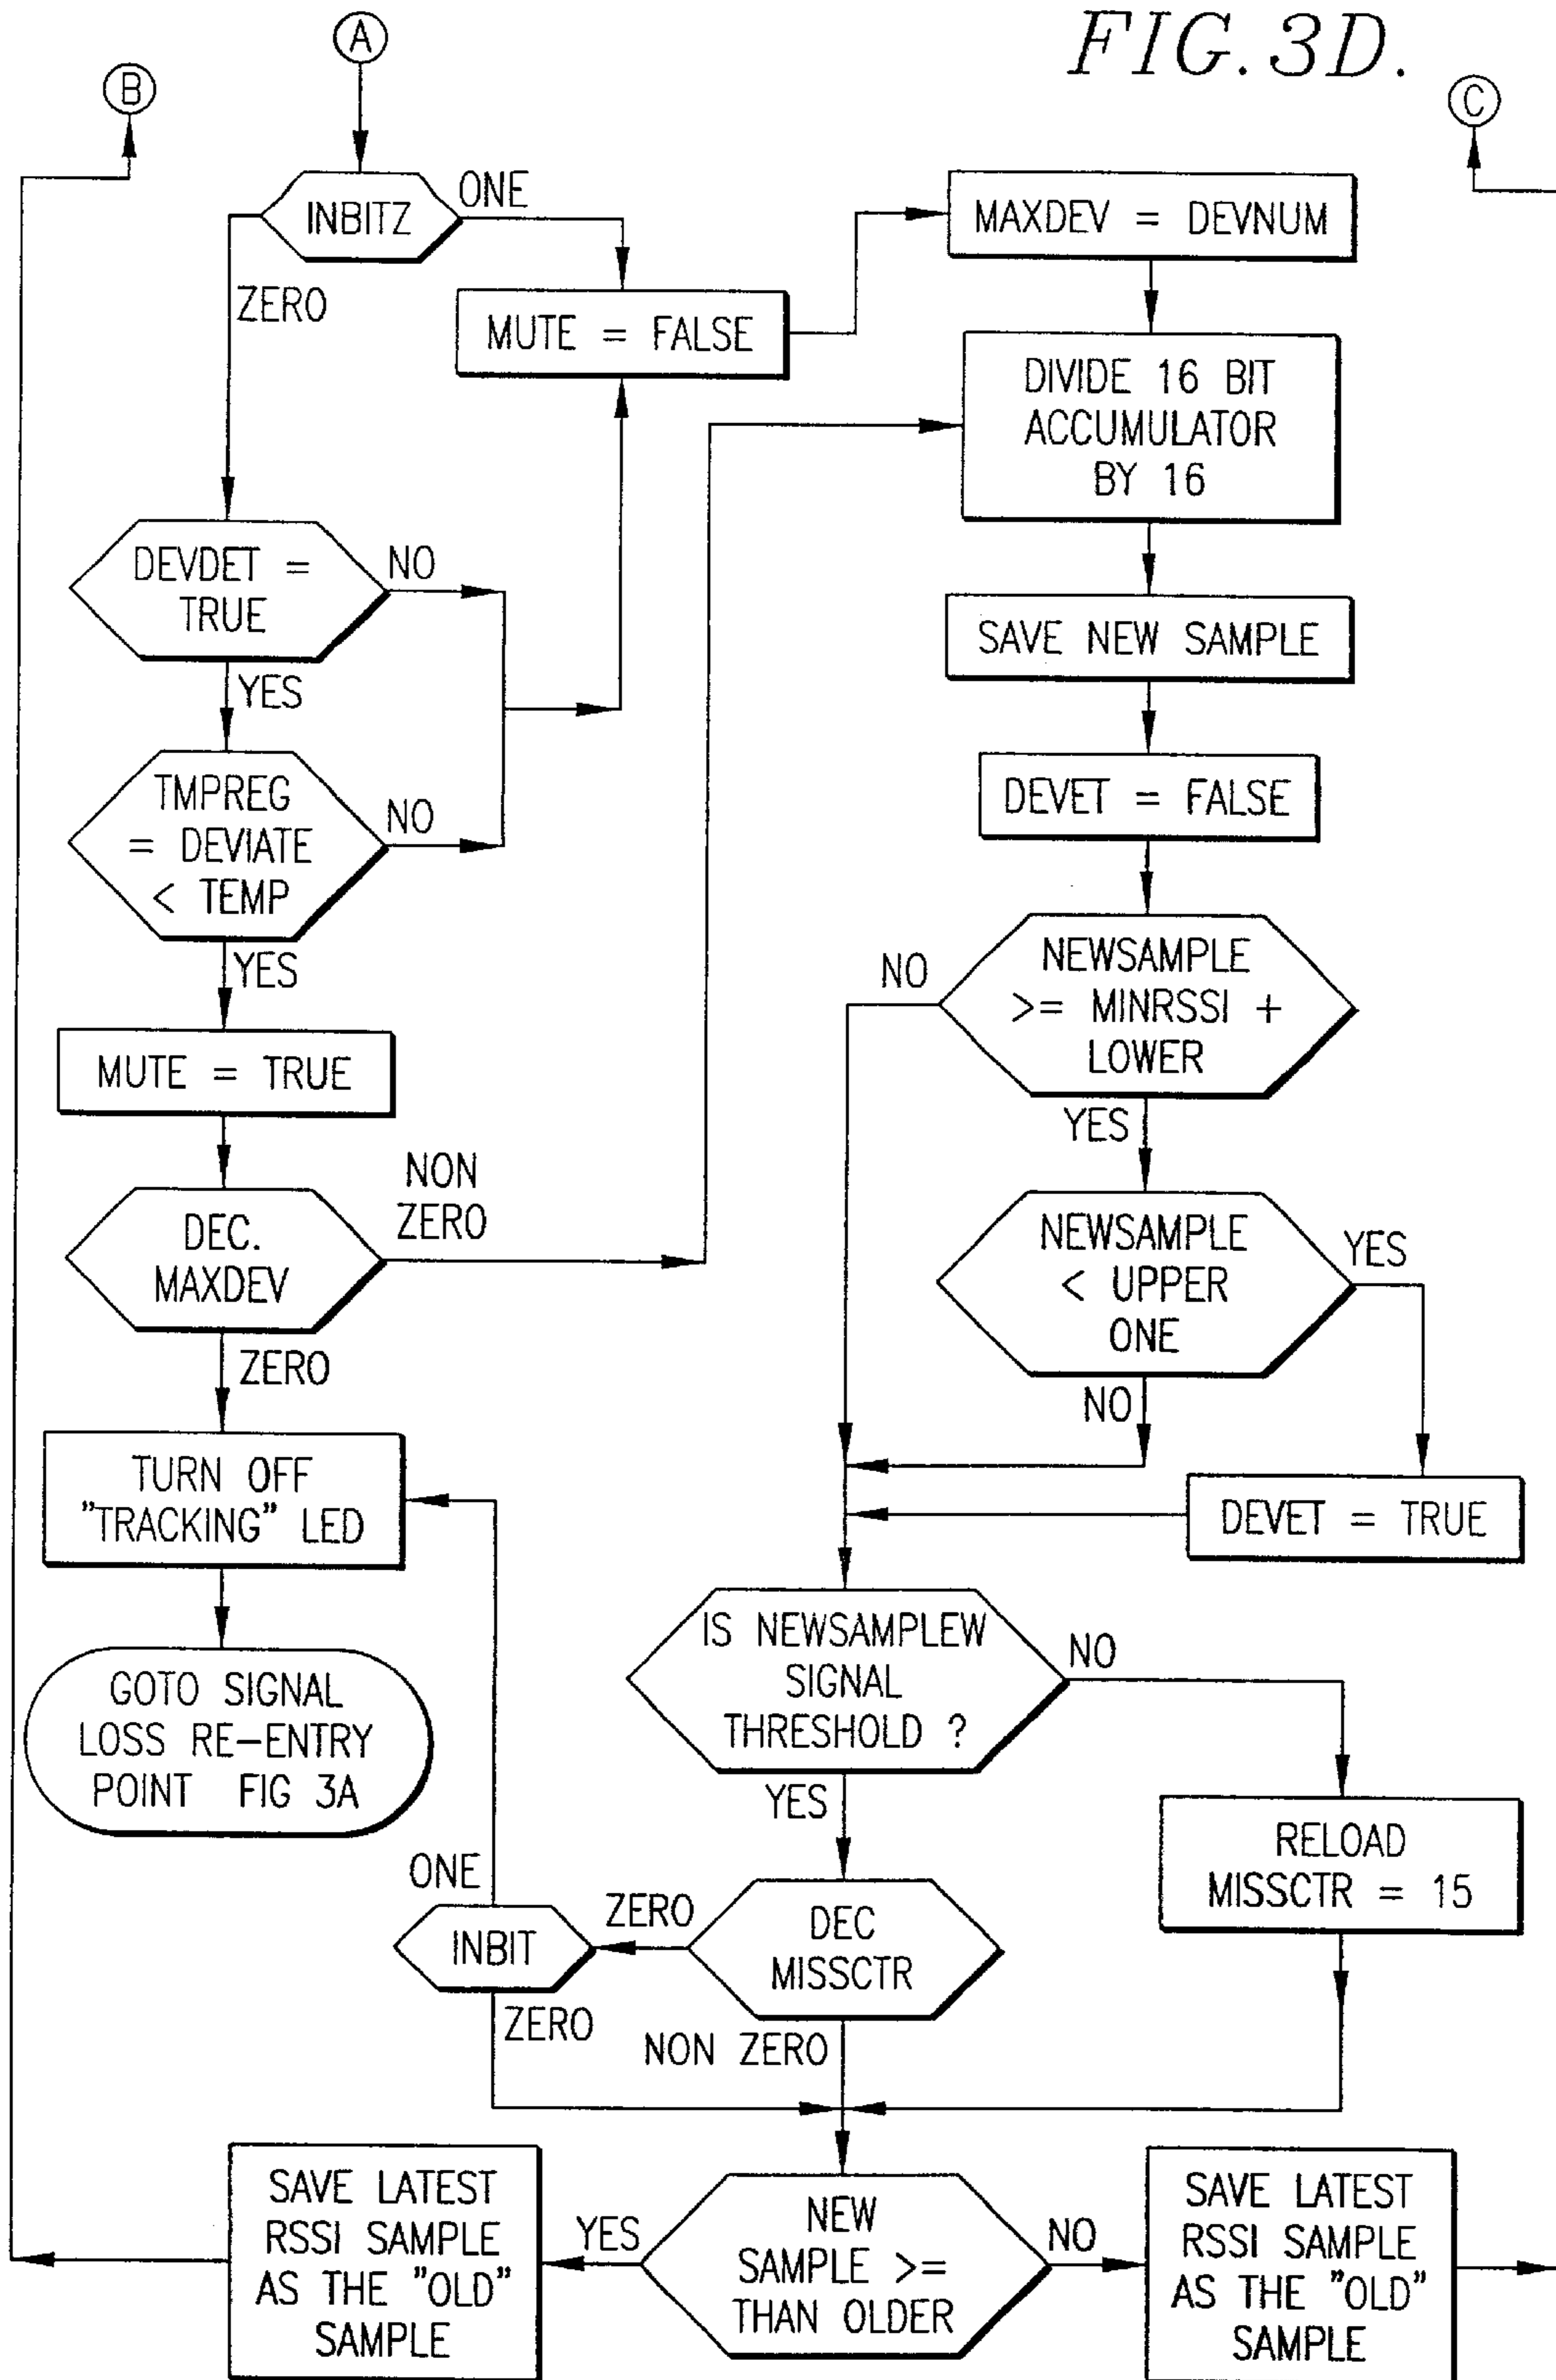 FIG. 3D.
A
B
C
INBITZ
ONE
ZERO
MUTE = FALSE
MAXDEV = DEVNUM
DIVIDE 16 BIT
ACCUMULATOR
BY 16
DEVDET =
TRUE
NO
YES
SAVE NEW SAMPLE
TMPREG
= DEVIATE
< TEMP
NO
YES
DEVET = FALSE
MUTE = TRUE
NEWSAMPLE
>= MINRSSI +
LOWER
NO
YES
DEC.
MAXDEV
NON
ZERO
ZERO
NEWSAMPLE
< UPPER
ONE
YES
NO
TURN OFF
"TRACKING" LED
DEVET = TRUE
GOTO SIGNAL
LOSS RE-ENTRY
POINT FIG 3A
IS NEWSAMPLEW
SIGNAL
THRESHOLD ?
NO
YES
RELOAD
MISSCTR = 15
ONE
INBIT
ZERO
ZERO
DEC
MISSCTR
NON ZERO
SAVE LATEST
RSSI SAMPLE
AS THE "OLD"
SAMPLE
YES
NEW
SAMPLE >=
THAN OLDER
NO
SAVE LATEST
RSSI SAMPLE
AS THE "OLD"
SAMPLE